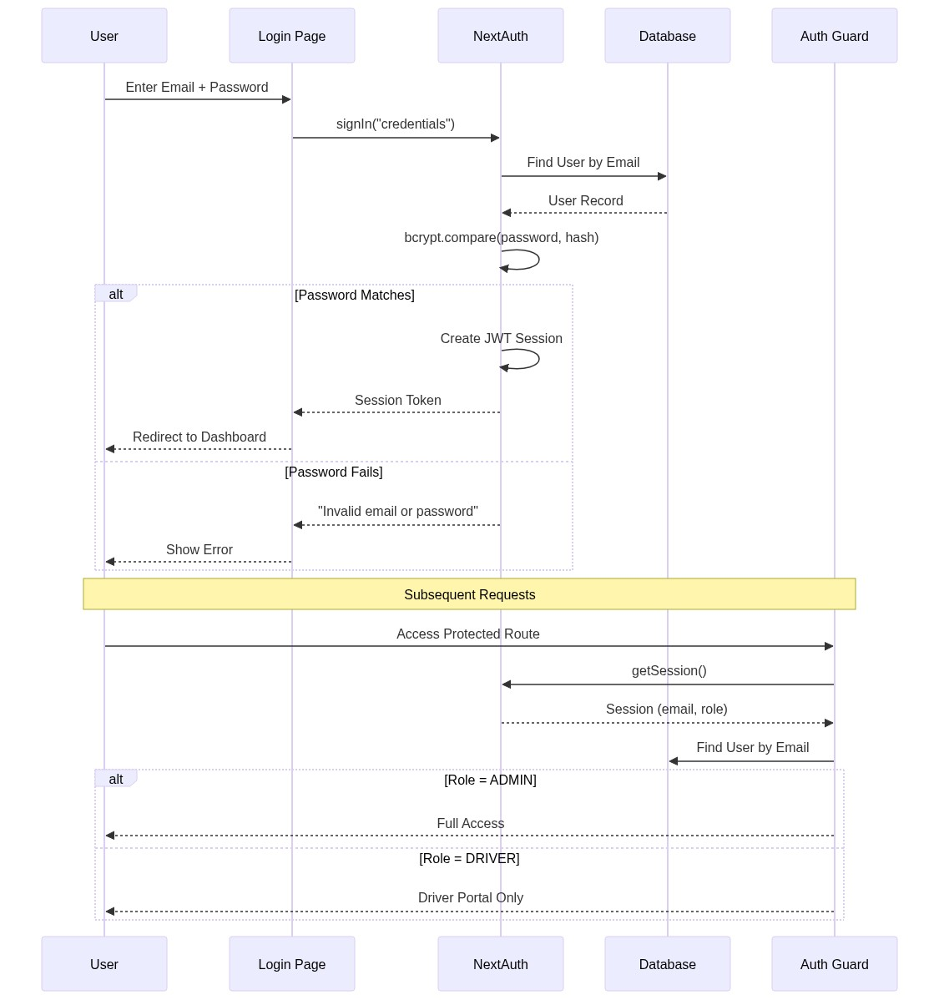 User
Login Page
NextAuth
Database
Auth Guard
Enter Email + Password
signIn("credentials")
Find User by Email
User Record
bcrypt.compare(password, hash)
alt
[Password Matches]
Create JWT Session
Session Token
Redirect to Dashboard
[Password Fails]
"Invalid email or password"
Show Error
Subsequent Requests
Access Protected Route
getSession()
Session (email, role)
Find User by Email
alt
[Role = ADMIN]
Full Access
[Role = DRIVER]
Driver Portal Only
User
Login Page
NextAuth
Database
Auth Guard